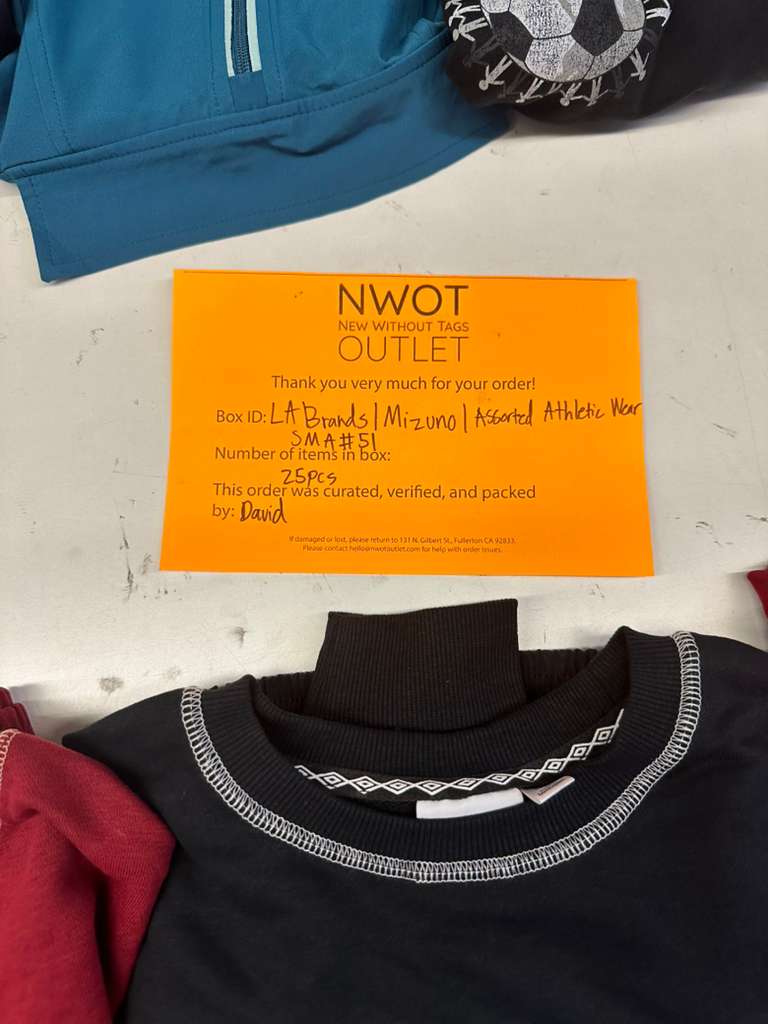 NWOT
NEW WITHOUT TAGS
OUTLET
Thank you very much for your order!
Box ID: LA Brands | Mizuno | Assorted Athletic Wear
SMA#51
Number of items in box:
25pcs
This order was curated, verified, and packed
by: David
If damaged or lost, please return to 131 N. Gilbert St., Fullerton CA 92833.
Please contact hello@nwotoutlet.com for help with order issues.